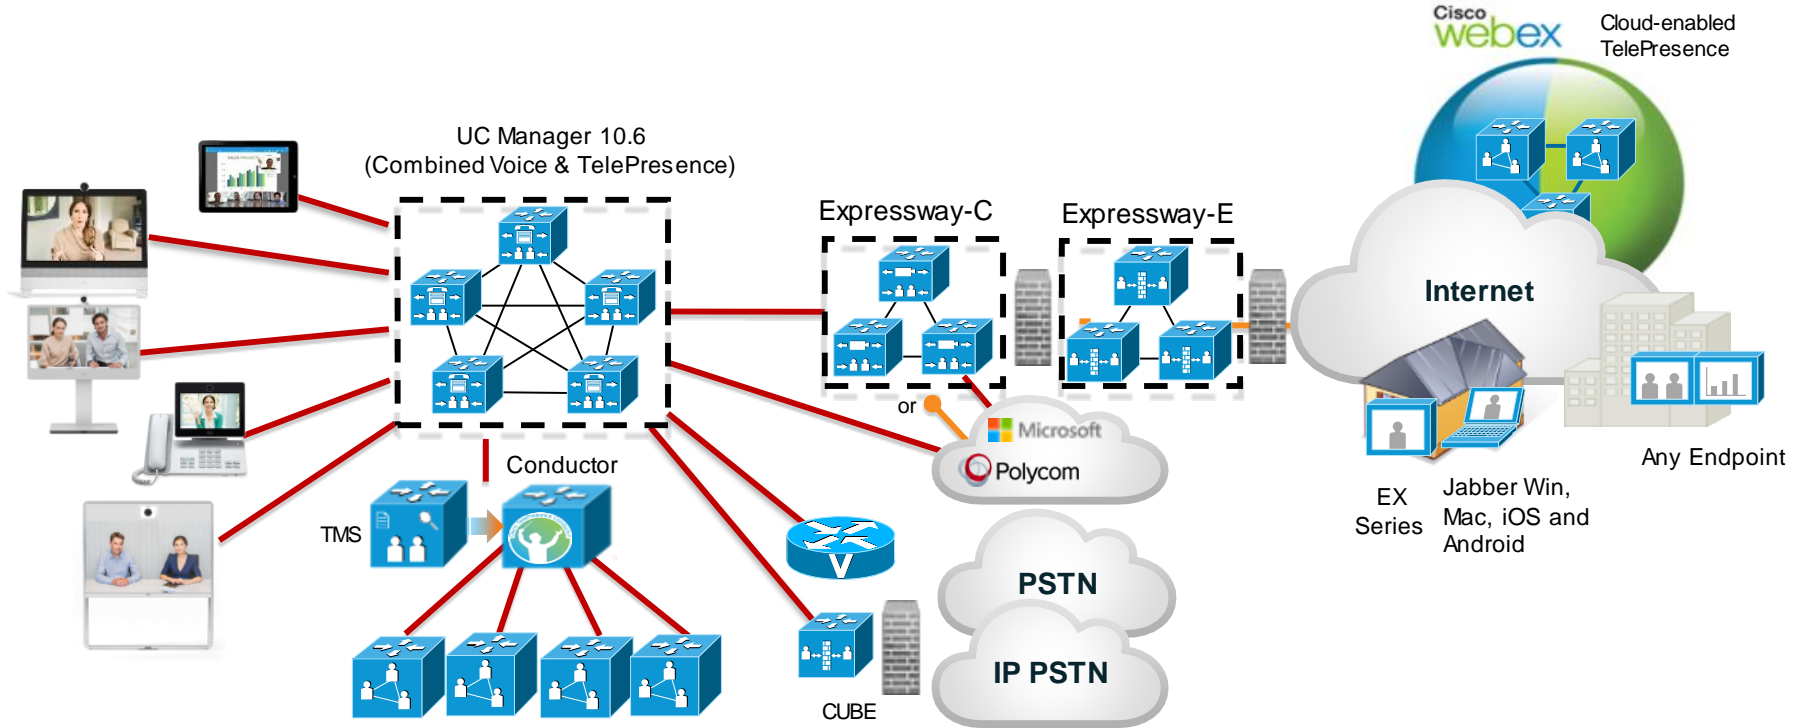 Cisco
webex
Cloud-enabled
TelePresence
UC Manager 10.6
(Combined Voice & TelePresence)
Expressway-C
Expressway-E
Internet
or
Microsoft
Polycom
Conductor
TMS
V
PSTN
IP PSTN
CUBE
EX
Series
Jabber Win,
Mac, iOS and
Android
Any Endpoint